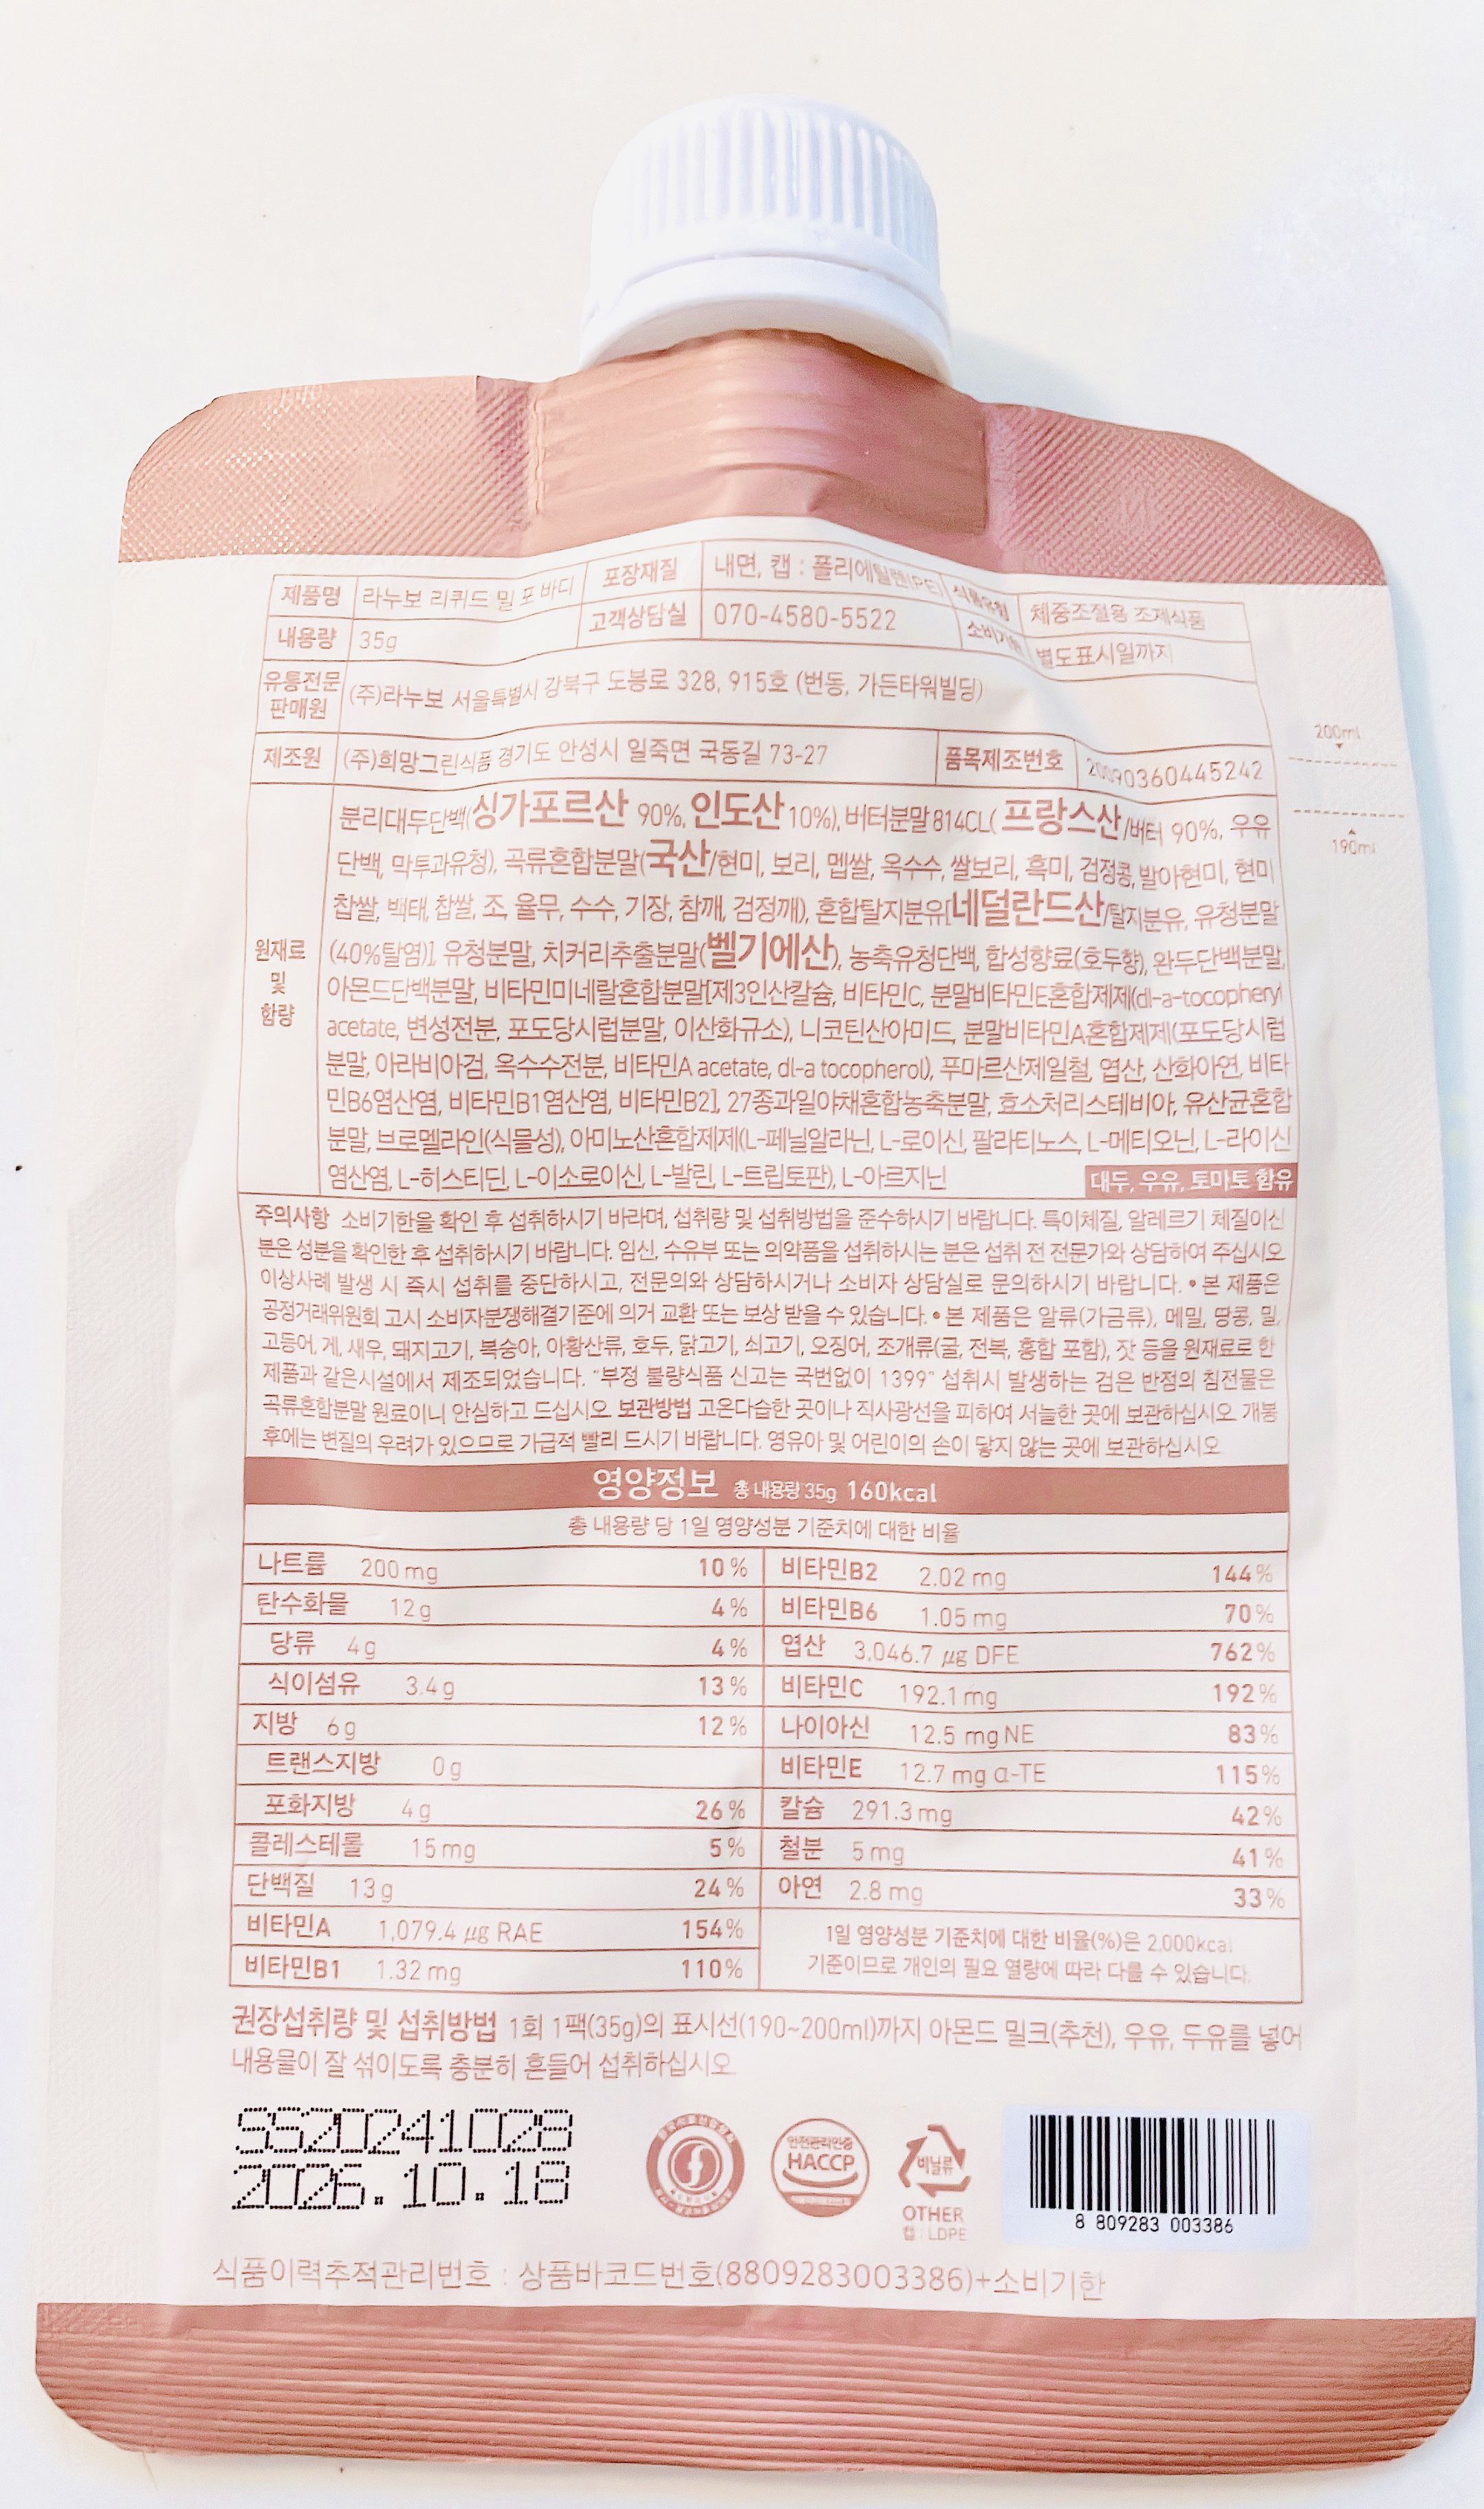 제품명 라누보 리퀴드 밀 포 바디 포장재질 내면, 캡 : 폴리에틸렌(PE) 식품유형 체중조절용 조제식품
내용량 35g 고객상담실 070-4580-5522 소비기한 별도표시일까지
유통전문
판매원 (주)라누보 서울특별시 강북구 도봉로 328, 915호 (번동, 가든타워빌딩)
제조원 (주)희망그린식품 경기도 안성시 일죽면 국동길 73-27 품목제조번호 20090360445242
200ml
190ml
원재료
및
함량
분리대두단백(싱가포르산 90%, 인도산 10%), 버터분말814CL(프랑스산/버터 90%, 우유
단백, 막투과유청), 곡류혼합분말(국산/현미, 보리, 멥쌀, 옥수수, 쌀보리, 흑미, 검정콩, 발아현미, 현미
찹쌀, 백태, 찹쌀, 조, 율무, 수수, 기장, 참깨, 검정깨), 혼합탈지분유[네덜란드산/탈지분유, 유청분말
(40%탈염)], 유청분말, 치커리추출분말(벨기에산), 농축유청단백, 합성향료(호두향), 완두단백분말,
아몬드단백분말, 비타민미네랄혼합분말[제3인산칼슘, 비타민C, 분말비타민E혼합제제(dl-a-tocopheryl
acetate, 변성전분, 포도당시럽분말, 이산화규소), 니코틴산아미드, 분말비타민A혼합제제(포도당시럽
분말, 아라비아검, 옥수수전분, 비타민A acetate, dl-a tocopherol), 푸마르산제일철, 엽산, 산화아연, 비타
민B6염산염, 비타민B1염산염, 비타민B2], 27종과일야채혼합농축분말, 효소처리스테비아, 유산균혼합
분말, 브로멜라인(식물성), 아미노산혼합제제(L-페닐알라닌, L-로이신, 팔라티노스, L-메티오닌, L-라이신
염산염, L-히스티딘, L-이소로이신, L-발린, L-트립토판), L-아르지닌
대두, 우유, 토마토 함유
주의사항 소비기한을 확인 후 섭취하시기 바라며, 섭취량 및 섭취방법을 준수하시기 바랍니다. 특이체질, 알레르기 체질이신
분은 성분을 확인한 후 섭취하시기 바랍니다. 임신, 수유부 또는 의약품을 섭취하시는 분은 섭취 전 전문가와 상담하여 주십시오
이상사례 발생 시 즉시 섭취를 중단하시고, 전문의와 상담하시거나 소비자 상담실로 문의하시기 바랍니다. • 본 제품은
공정거래위원회 고시 소비자분쟁해결기준에 의거 교환 또는 보상 받을 수 있습니다. • 본 제품은 알류(가금류), 메밀, 땅콩, 밀,
고등어, 게, 새우, 돼지고기, 복숭아, 아황산류, 호두, 닭고기, 쇠고기, 오징어, 조개류(굴, 전복, 홍합 포함), 잣 등을 원재료로 한
제품과 같은시설에서 제조되었습니다. "부정 불량식품 신고는 국번없이 1399" 섭취시 발생하는 검은 반점의 침전물은
곡류혼합분말 원료이니 안심하고 드십시오. 보관방법 고온다습한 곳이나 직사광선을 피하여 서늘한 곳에 보관하십시오. 개봉
후에는 변질의 우려가 있으므로 가급적 빨리 드시기 바랍니다. 영유아 및 어린이의 손이 닿지 않는 곳에 보관하십시오
영양정보 총 내용량 35g 160kcal
총 내용량 당 1일 영양성분 기준치에 대한 비율
나트륨 200 mg 10 % 비타민B2 2.02 mg 144 %
탄수화물 12 g 4 % 비타민B6 1.05 mg 70 %
당류 4 g 4 % 엽산 3,046.7 µg DFE 762 %
식이섬유 3.4 g 13 % 비타민C 192.1 mg 192 %
지방 6 g 12 % 나이아신 12.5 mg NE 83 %
트랜스지방 0 g 비타민E 12.7 mg α-TE 115 %
포화지방 4 g 26 % 칼슘 291.3 mg 42 %
콜레스테롤 15 mg 5 % 철분 5 mg 41 %
단백질 13 g 24 % 아연 2.8 mg 33 %
비타민A 1,079.4 µg RAE 154 %
비타민B1 1.32 mg 110 %
1일 영양성분 기준치에 대한 비율(%)은 2,000kcal
기준이므로 개인의 필요 열량에 따라 다를 수 있습니다.
권장섭취량 및 섭취방법 1회 1팩(35g)의 표시선(190~200ml)까지 아몬드 밀크(추천), 우유, 두유를 넣어
내용물이 잘 섞이도록 충분히 흔들어 섭취하십시오.
SS20241028
2026.10.18
안전관리인증
HACCP
비닐류
OTHER
캡 : LDPE
8 809283 003386
식품이력추적관리번호 : 상품바코드번호(8809283003386)+소비기한